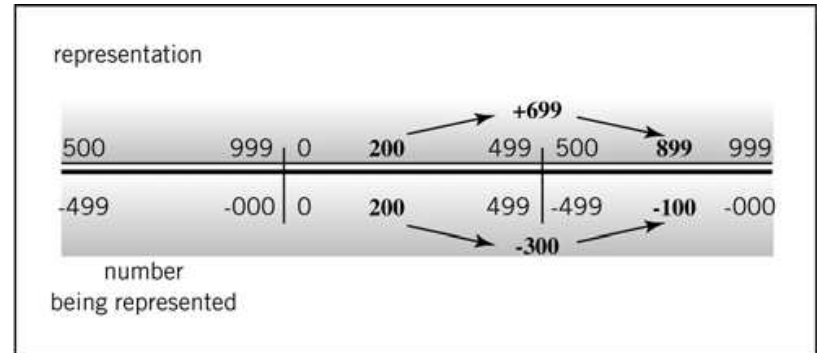 representation
+699
500 999 0 200 499 500 899 999
-499 -000 0 200 499 -499 -100 -000
-300
number
being represented